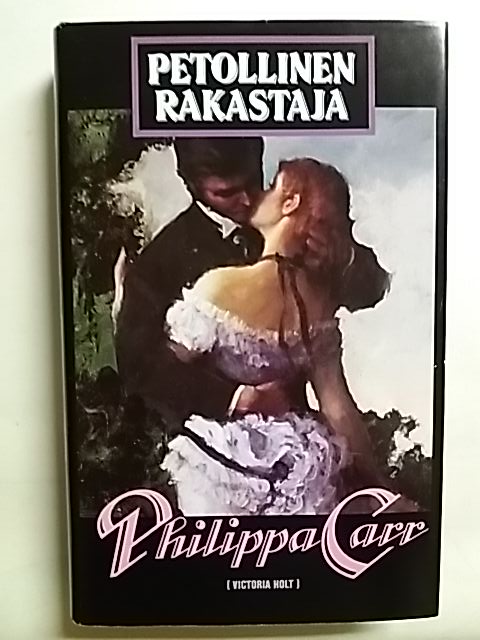 PETOLLINEN
RAKASTAJA
Philippa Carr
( VICTORIA HOLT )